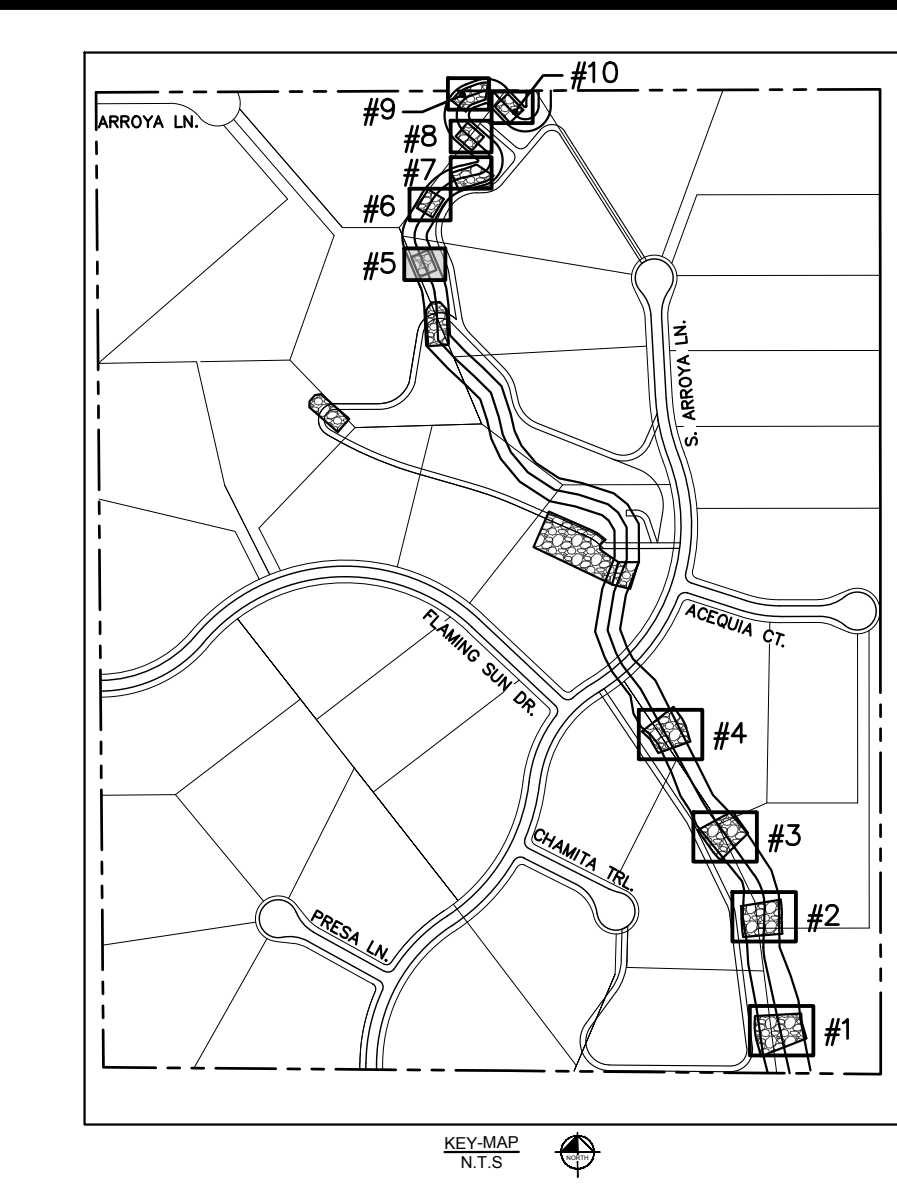 #10
#9
ARROYA LN.
#8
#7
#6
#5
S. ARROYA LN.
ACEQUIA CT.
FLAMING SUN DR.
#4
#3
CHAMITA TRL.
#2
PRESA LN.
#1
KEY-MAP
N.T.S
NORTH